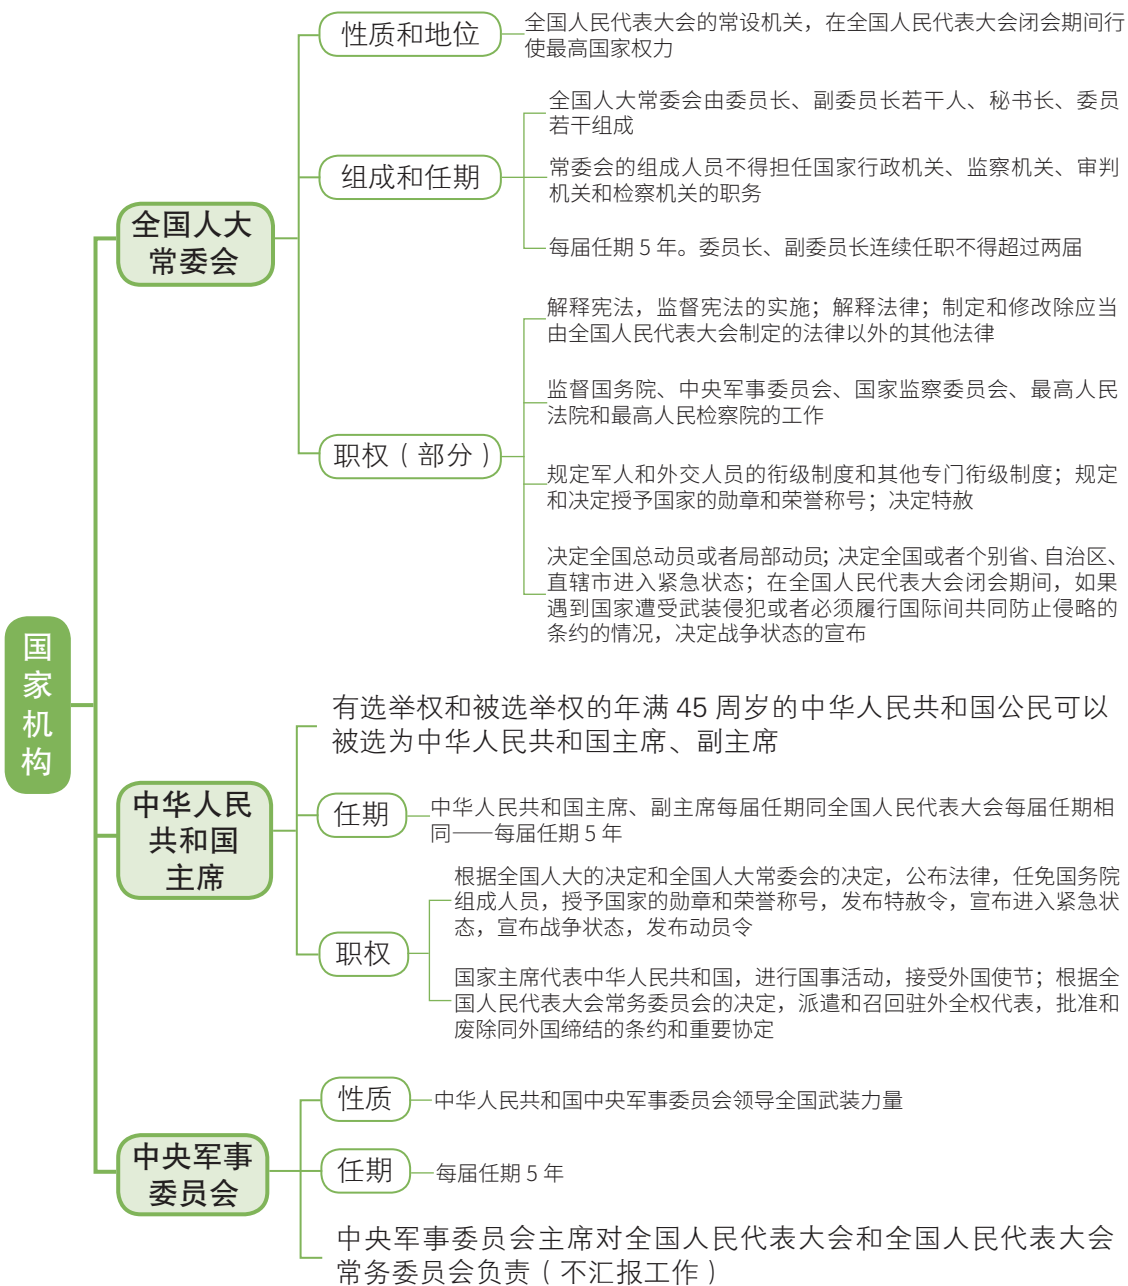 国
家
机
构
全国人大
常委会
性质和地位
全国人民代表大会的常设机关，在全国人民代表大会闭会期间行
使最高国家权力
组成和任期
全国人大常委会由委员长、副委员长若干人、秘书长、委员
若干组成
常委会的组成人员不得担任国家行政机关、监察机关、审判
机关和检察机关的职务
每届任期 5 年。委员长、副委员长连续任职不得超过两届
职权（部分）
解释宪法，监督宪法的实施；解释法律；制定和修改除应当
由全国人民代表大会制定的法律以外的其他法律
监督国务院、中央军事委员会、国家监察委员会、最高人民
法院和最高人民检察院的工作
规定军人和外交人员的衔级制度和其他专门衔级制度；规定
和决定授予国家的勋章和荣誉称号；决定特赦
决定全国总动员或者局部动员；决定全国或者个别省、自治区、
直辖市进入紧急状态；在全国人民代表大会闭会期间，如果
遇到国家遭受武装侵犯或者必须履行国际间共同防止侵略的
条约的情况，决定战争状态的宣布
中华人民
共和国
主席
有选举权和被选举权的年满 45 周岁的中华人民共和国公民可以
被选为中华人民共和国主席、副主席
任期
中华人民共和国主席、副主席每届任期同全国人民代表大会每届任期相
同——每届任期 5 年
职权
根据全国人大的决定和全国人大常委会的决定，公布法律，任免国务院
组成人员，授予国家的勋章和荣誉称号，发布特赦令，宣布进入紧急状
态，宣布战争状态，发布动员令
国家主席代表中华人民共和国，进行国事活动，接受外国使节；根据全
国人民代表大会常务委员会的决定，派遣和召回驻外全权代表，批准和
废除同外国缔结的条约和重要协定
中央军事
委员会
性质
中华人民共和国中央军事委员会领导全国武装力量
任期
每届任期 5 年
中央军事委员会主席对全国人民代表大会和全国人民代表大会
常务委员会负责（不汇报工作）